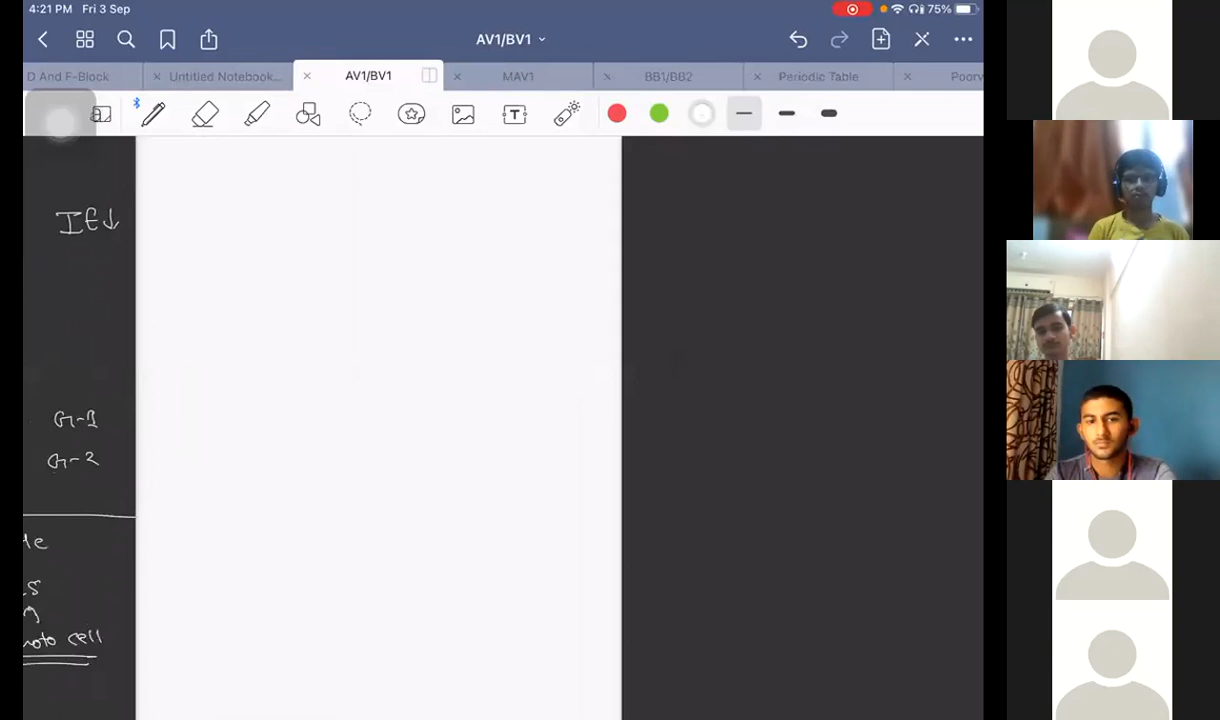 4:21 PM Fri 3 Sep
75%
AV1/BV1
D And F-Block
Untitled Notebook...
AV1/BV1
MAV1
BB1/BB2
Periodic Table
Poorv
IE↓
G-1
G-2
oto cell